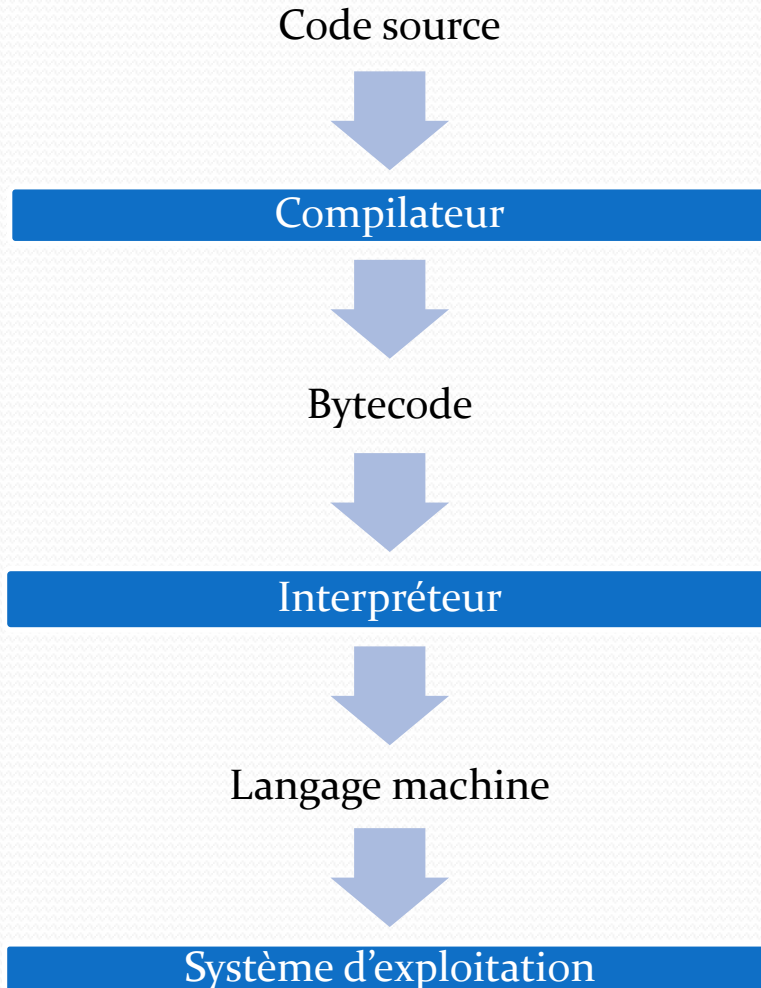 Code source
Compilateur
Bytecode
Interpréteur
Langage machine
Système d'exploitation